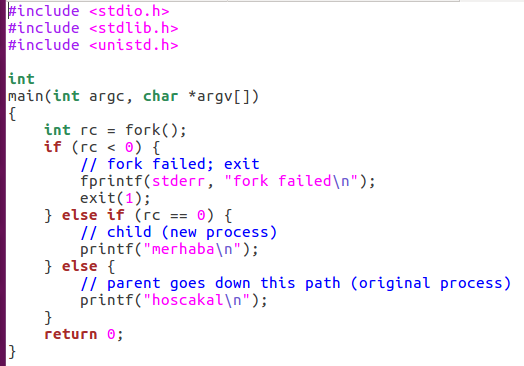 #include <stdio.h>
#include <stdlib.h>
#include <unistd.h>
int
main(int argc, char *argv[])
{
    int rc = fork();
    if (rc < 0) {
        // fork failed; exit
        fprintf(stderr, "fork failed\n");
        exit(1);
    } else if (rc == 0) {
        // child (new process)
        printf("merhaba\n");
    } else {
        // parent goes down this path (original process)
        printf("hoscakal\n");
    }
    return 0;
}